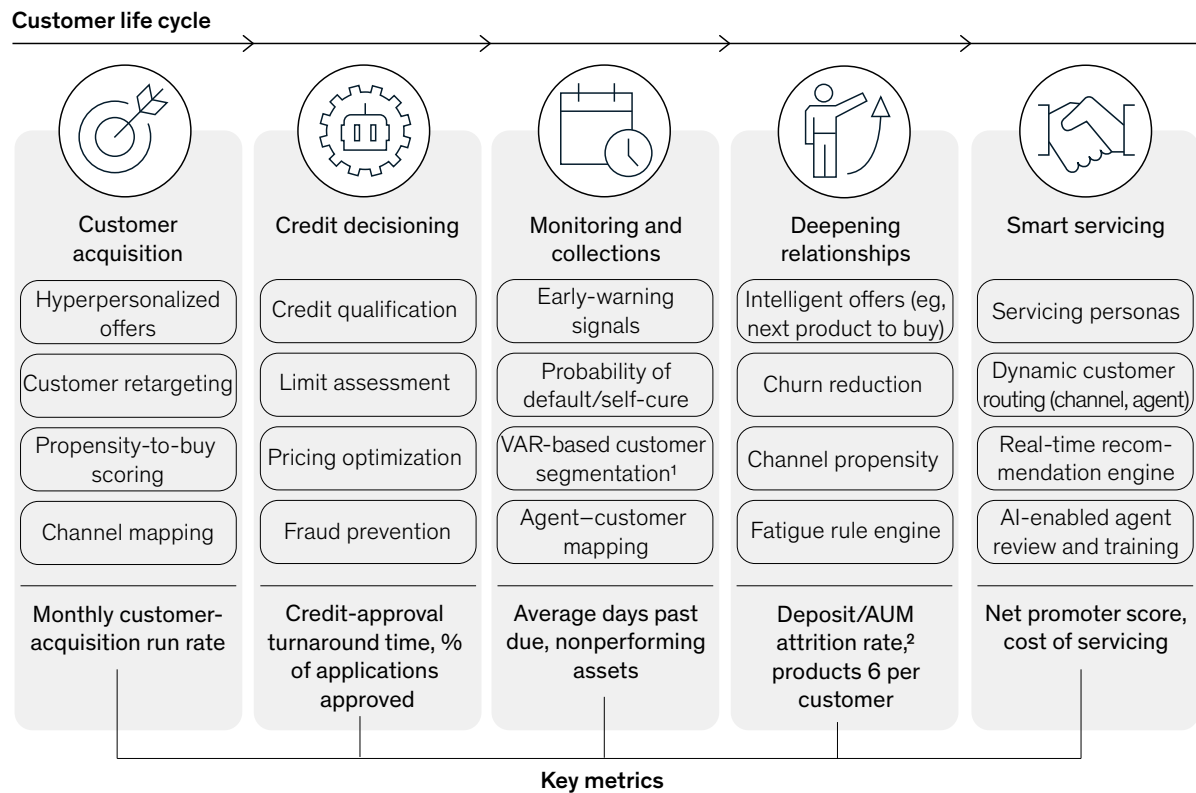 Customer life cycle
Customer
acquisition
Hyperpersonalized
offers
Customer retargeting
Propensity-to-buy
scoring
Channel mapping
Monthly customer-
acquisition run rate
Credit decisioning
Credit qualification
Limit assessment
Pricing optimization
Fraud prevention
Credit-approval
turnaround time, %
of applications
approved
Monitoring and
collections
Early-warning
signals
Probability of
default/self-cure
VAR-based customer
segmentation¹
Agent–customer
mapping
Average days past
due, nonperforming
assets
Deepening
relationships
Intelligent offers (eg,
next product to buy)
Churn reduction
Channel propensity
Fatigue rule engine
Deposit/AUM
attrition rate,²
products 6 per
customer
Smart servicing
Servicing personas
Dynamic customer
routing (channel, agent)
Real-time recom-
mendation engine
AI-enabled agent
review and training
Net promoter score,
cost of servicing
Key metrics